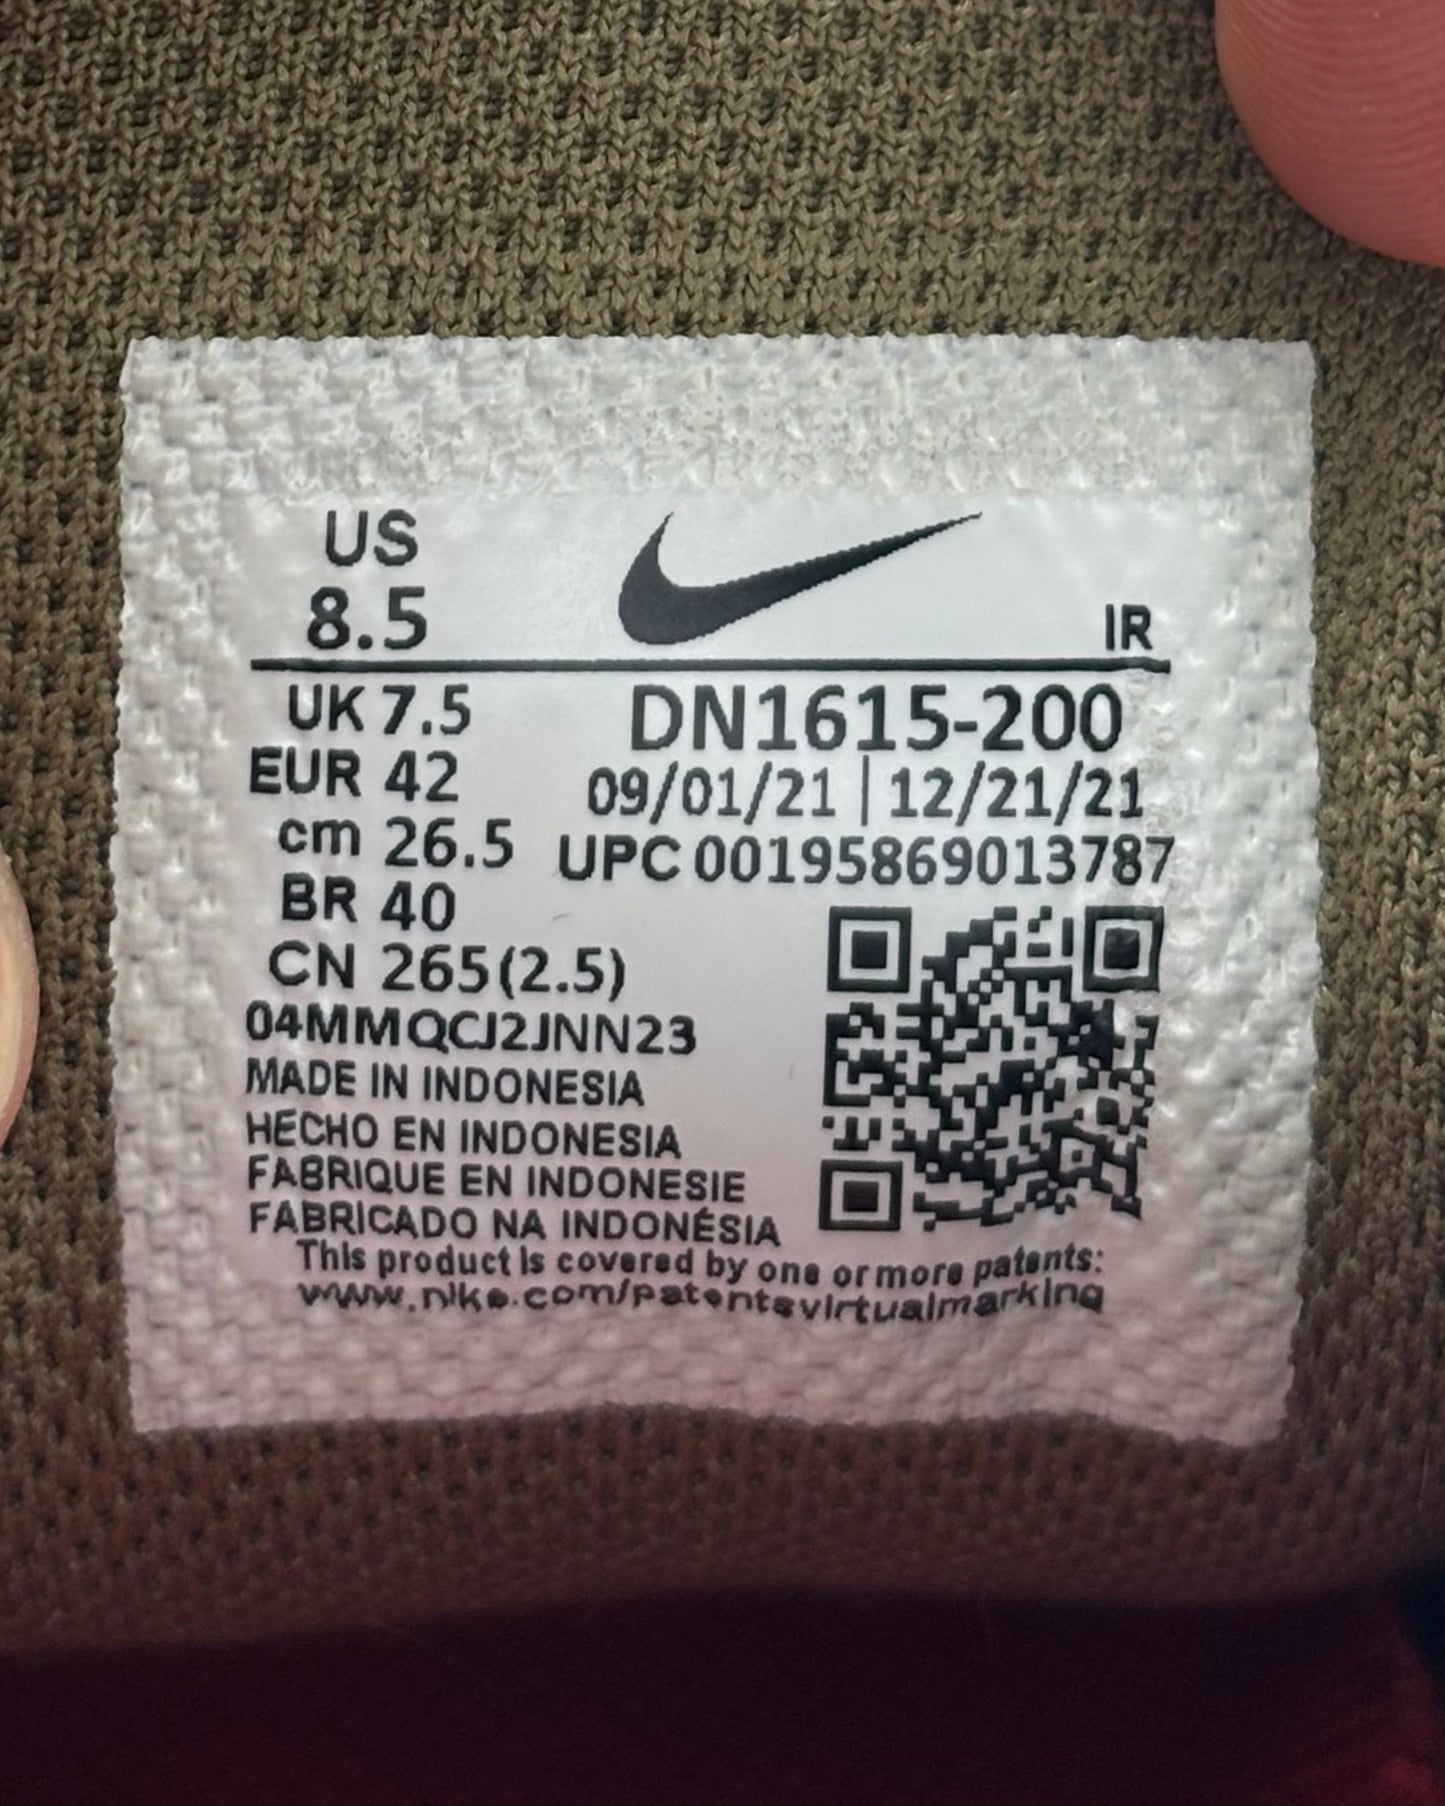 US
8.5
IR
UK 7.5
EUR 42
cm 26.5
BR 40
CN 265(2.5)
DN1615-200
09/01/21 | 12/21/21
UPC 00195869013787
04MMQCJ2JNN23
MADE IN INDONESIA
HECHO EN INDONESIA
FABRIQUE EN INDONESIE
FABRICADO NA INDONÉSIA
This product is covered by one or more patents:
www.nike.com/patentsvirtualmarking